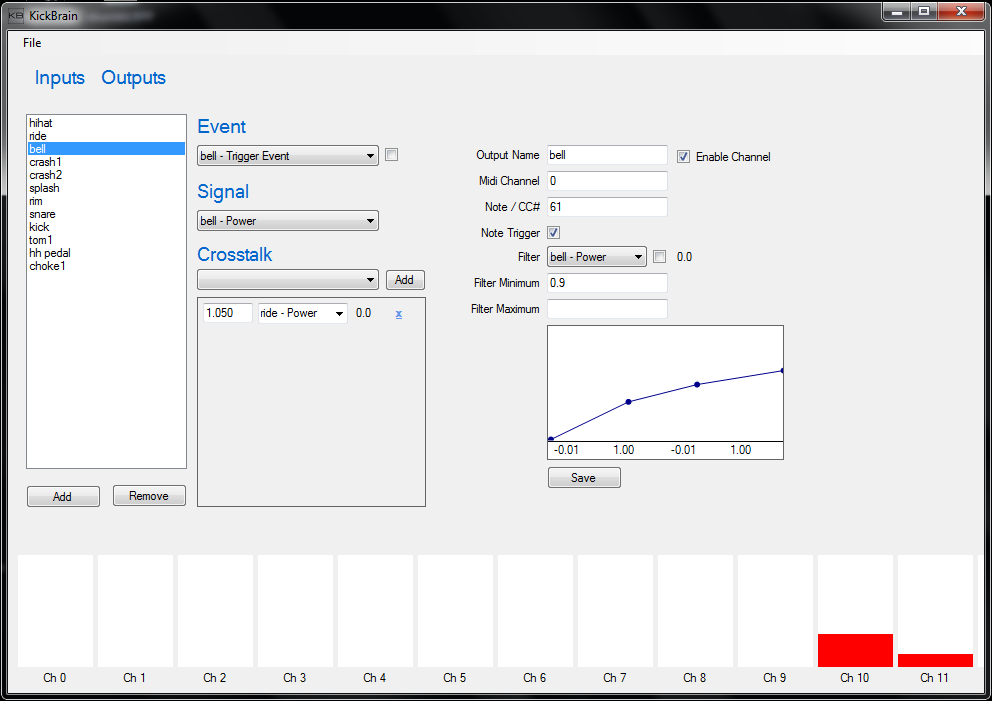 KB KickBrain
File
Inputs Outputs
hihat
ride
bell
crash1
crash2
splash
rim
snare
kick
tom1
hh pedal
choke1
Add Remove
Event
bell - Trigger Event
Signal
bell - Power
Crosstalk
Add
1.050 ride - Power 0.0 x
Output Name bell Enable Channel
Midi Channel 0
Note / CC# 61
Note Trigger
Filter bell - Power 0.0
Filter Minimum 0.9
Filter Maximum
-0.01 1.00 -0.01 1.00
Save
Ch 0 Ch 1 Ch 2 Ch 3 Ch 4 Ch 5 Ch 6 Ch 7 Ch 8 Ch 9 Ch 10 Ch 11